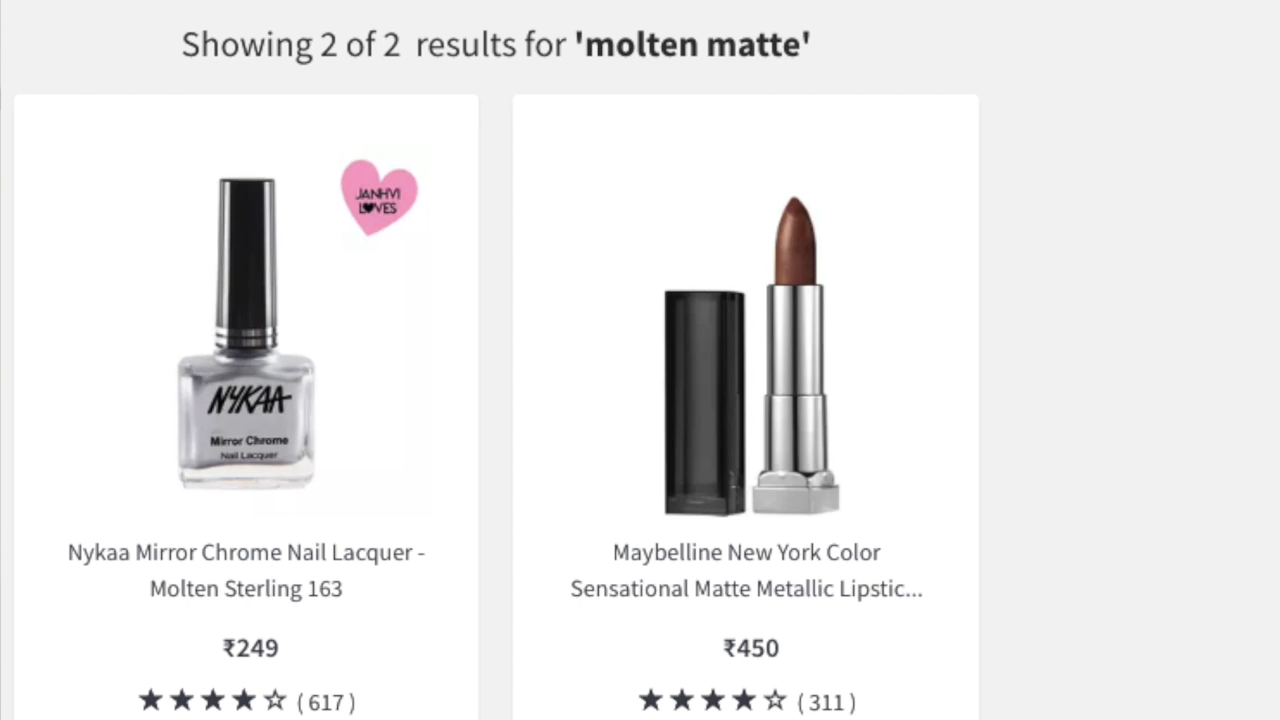 Showing 2 of 2 results for 'molten matte'
JANHVI
LOVES
NYKAA
Mirror Chrome
Nail Lacquer
Nykaa Mirror Chrome Nail Lacquer -
Molten Sterling 163
₹249
★★★★☆ ( 617 )
Maybelline New York Color
Sensational Matte Metallic Lipstic...
₹450
★★★★☆ ( 311 )